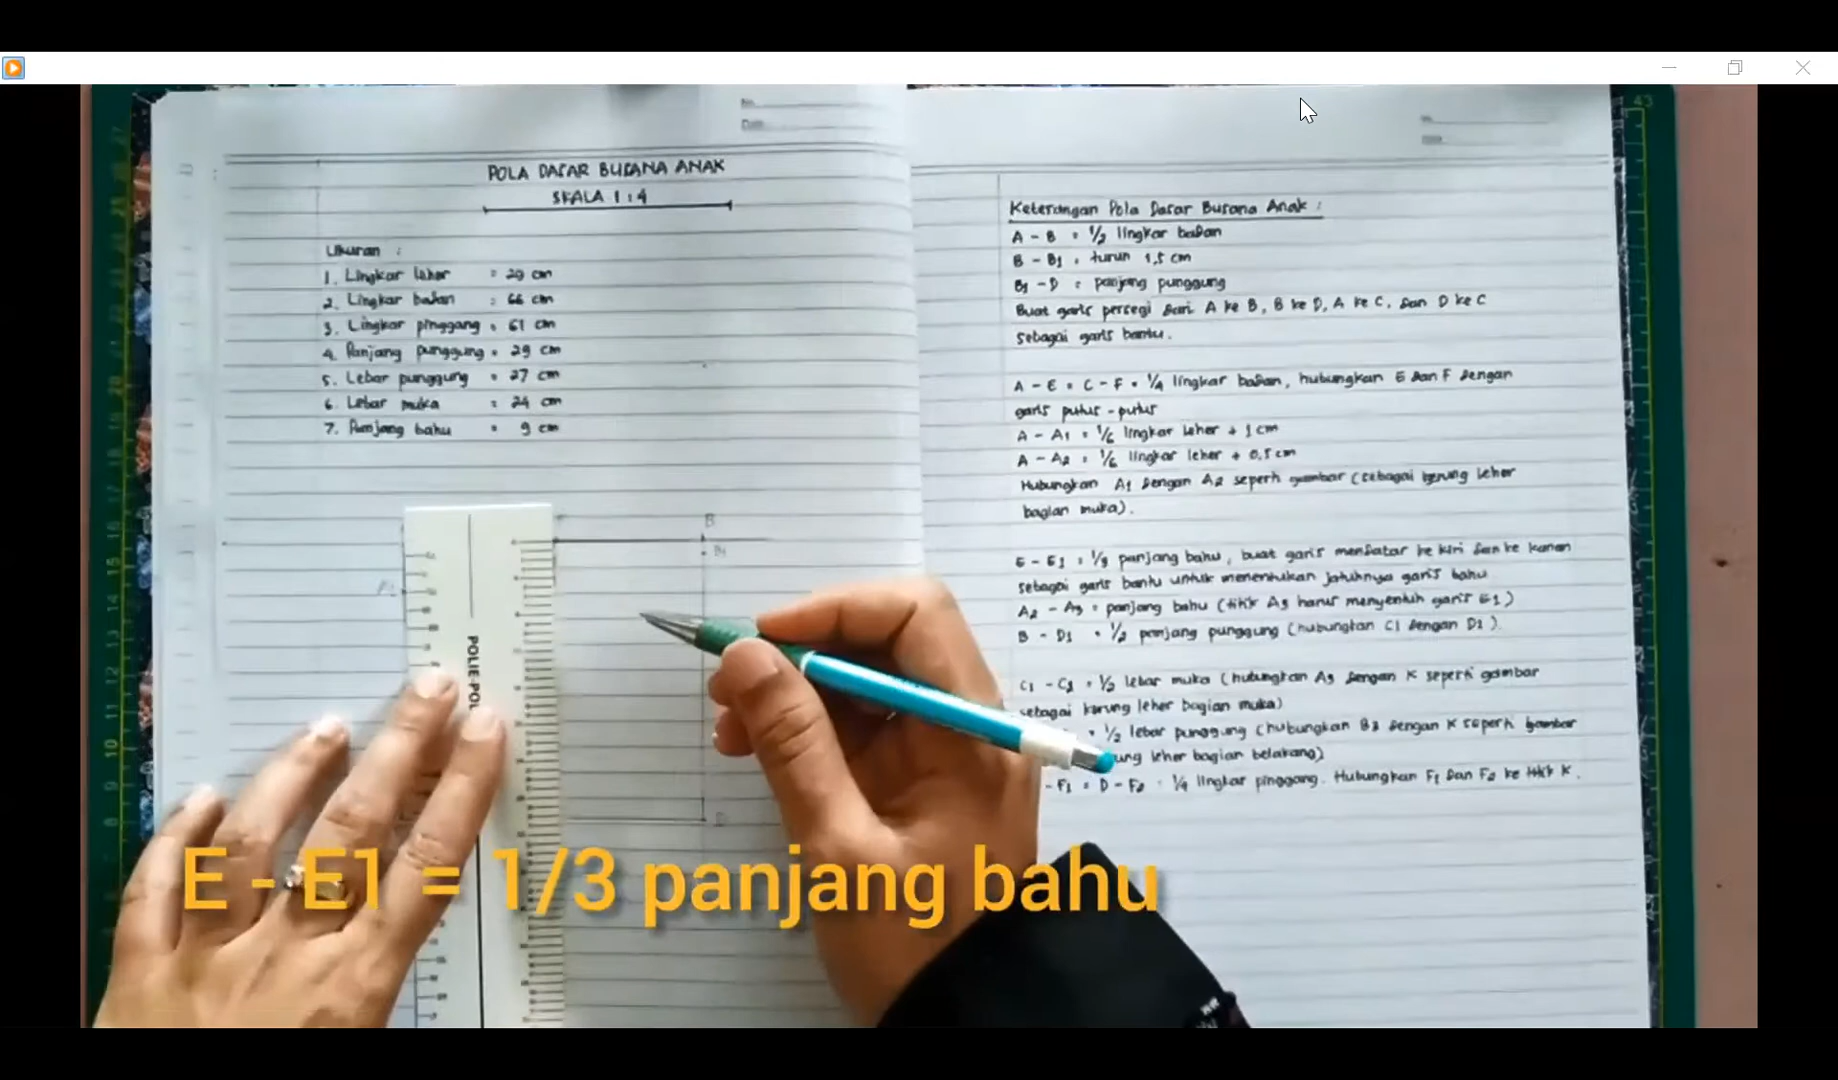 POLA DASAR BUSANA ANAK
SKALA 1 : 4
Ukuran :
1. Lingkar leher = 29 cm
2. Lingkar badan = 66 cm
3. Lingkar pinggang = 61 cm
4. Panjang punggung = 29 cm
5. Lebar punggung = 27 cm
6. Lebar muka = 24 cm
7. Panjang bahu = 9 cm
B
B1
D
POLIE-POL
Keterangan Pola Dasar Busana Anak :
A - B = 1/2 lingkar badan
B - B1 = turun 1,5 cm
B1 - D = panjang punggung
Buat garis persegi dari A ke B, B ke D, A ke C, dan D ke C
sebagai garis bantu.
A - E = C - F = 1/4 lingkar badan, hubungkan E dan F dengan
garis putus - putus
A - A1 = 1/6 lingkar leher + 1 cm
A - A2 = 1/6 lingkar leher + 0,5 cm
Hubungkan A1 dengan A2 seperti gambar (sebagai kerung leher
bagian muka).
E - E1 = 1/3 panjang bahu, buat garis mendatar ke kiri dan ke kanan
sebagai garis bantu untuk menentukan jatuhnya garis bahu
A2 - A3 = panjang bahu (titik A3 harus menyentuh garis E1)
B - D1 = 1/2 panjang punggung (hubungkan C1 dengan D1).
C1 - C2 = 1/2 lebar muka (hubungkan A3 dengan K seperti gambar
sebagai kerung leher bagian muka)
= 1/2 lebar punggung (hubungkan B3 dengan K seperti gambar
ung leher bagian belakang)
- F1 = D - F2 = 1/4 lingkar pinggang. Hubungkan F1 dan F2 ke titik K.
E - E1 = 1/3 panjang bahu